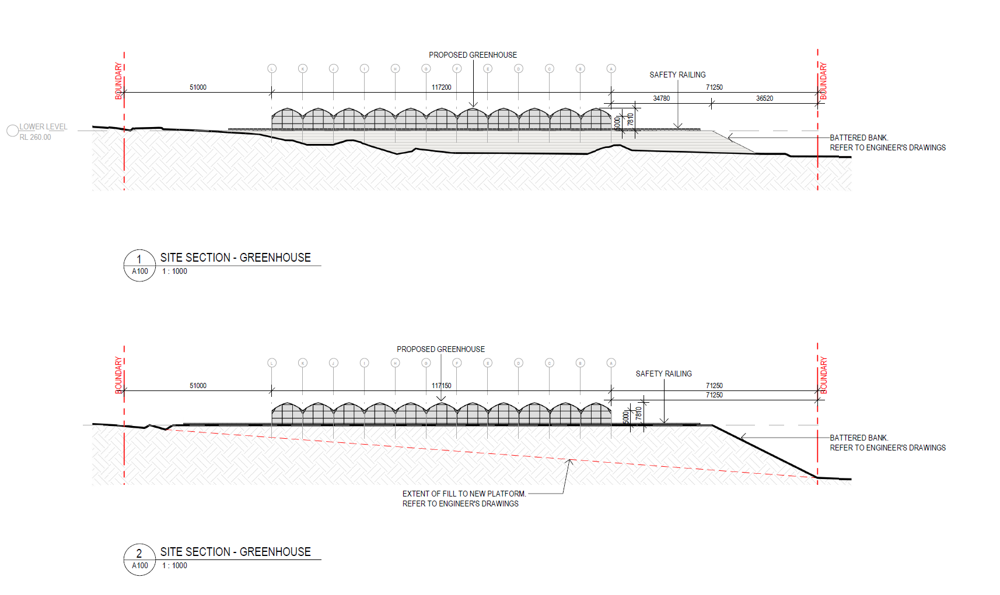 PROPOSED GREENHOUSE
BOUNDARY
L K J I H G F E D C B A
SAFETY RAILING
BOUNDARY
51000
117200
71250
34780
36520
5000
7810
LOWER LEVEL
RL 260.00
BATTERED BANK.
REFER TO ENGINEER'S DRAWINGS
1
A100
SITE SECTION - GREENHOUSE
1 : 1000
PROPOSED GREENHOUSE
BOUNDARY
L K J I H G F E D C B A
SAFETY RAILING
BOUNDARY
51000
117150
71250
71250
5000
7810
BATTERED BANK.
REFER TO ENGINEER'S DRAWINGS
EXTENT OF FILL TO NEW PLATFORM.
REFER TO ENGINEER'S DRAWINGS
2
A100
SITE SECTION - GREENHOUSE
1 : 1000